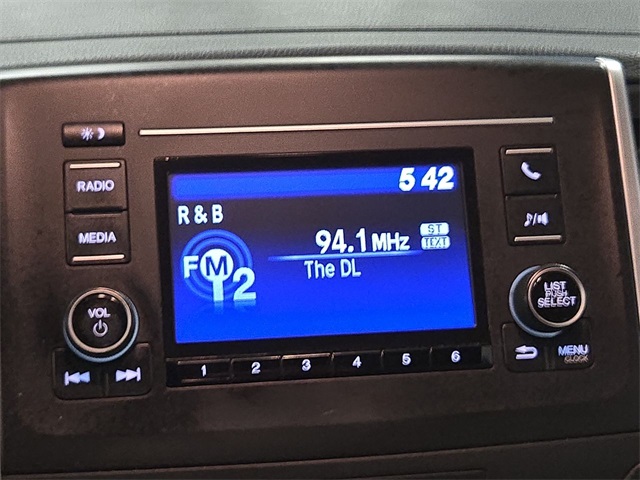 5 42
RADIO
R & B
94.1 MHz
ST
TEXT
MEDIA
FM
2
The DL
VOL
LIST
PUSH
SELECT
1 2 3 4 5 6
MENU
CLOCK